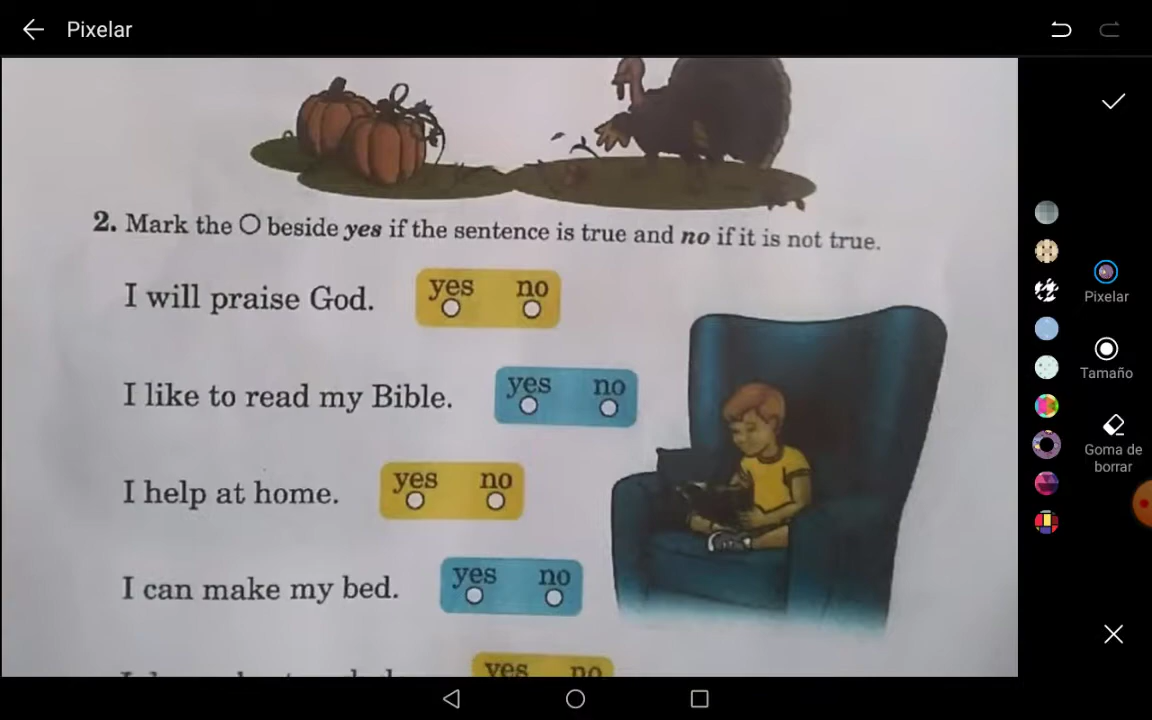 Pixelar
2. Mark the O beside yes if the sentence is true and no if it is not true.
I will praise God. yes no
I like to read my Bible. yes no
I help at home. yes no
I can make my bed. yes no
yes no
Pixelar
Tamaño
Goma de
borrar